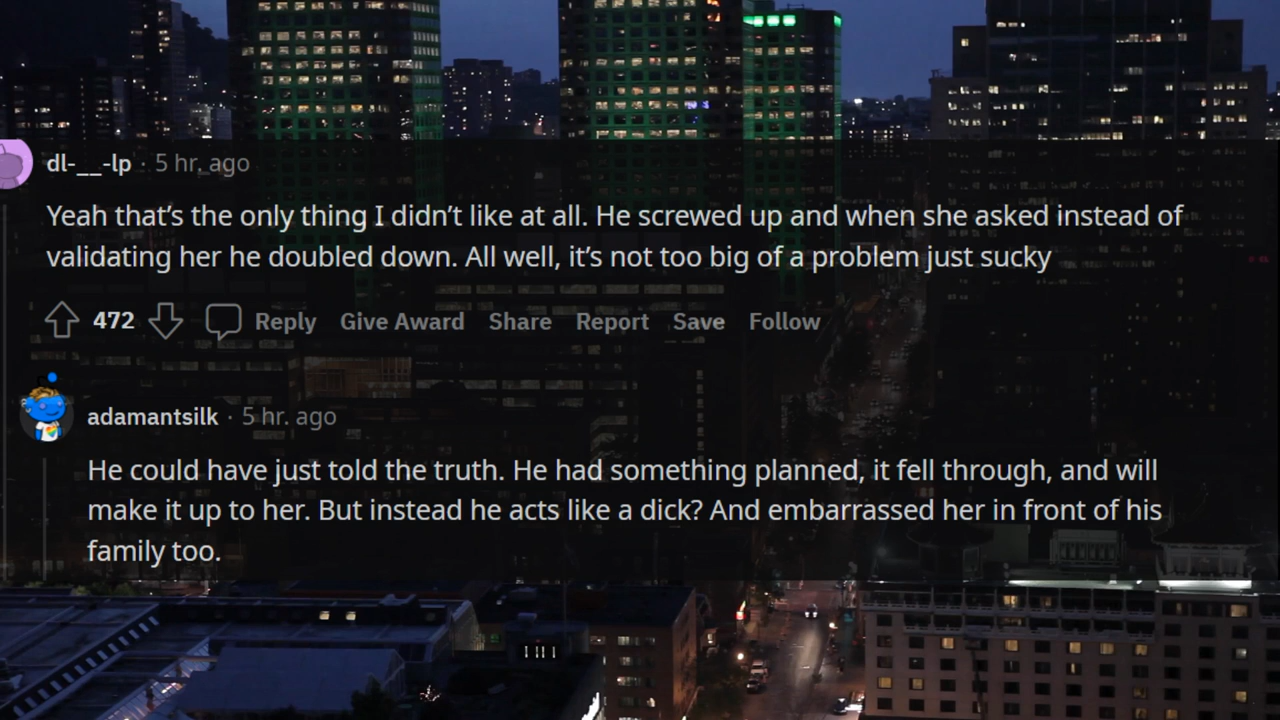 dl-__-lp · 5 hr. ago
Yeah that's the only thing I didn't like at all. He screwed up and when she asked instead of
validating her he doubled down. All well, it's not too big of a problem just sucky
472 Reply Give Award Share Report Save Follow
adamantsilk · 5 hr. ago
He could have just told the truth. He had something planned, it fell through, and will
make it up to her. But instead he acts like a dick? And embarrassed her in front of his
family too.